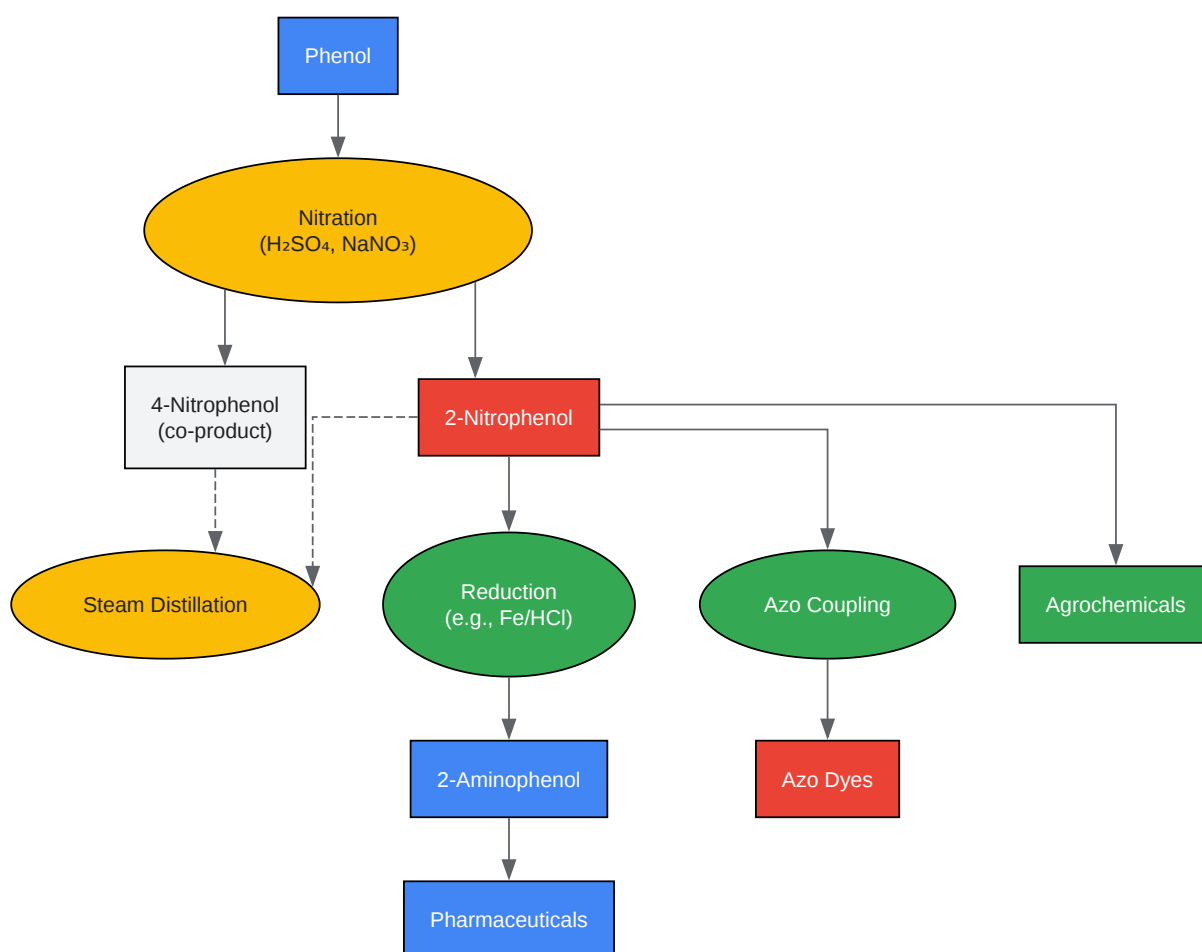 Phenol
Nitration
(H₂SO₄, NaNO₃)
4-Nitrophenol
(co-product)
2-Nitrophenol
Steam Distillation
Reduction
(e.g., Fe/HCl)
Azo Coupling
Agrochemicals
2-Aminophenol
Azo Dyes
Pharmaceuticals